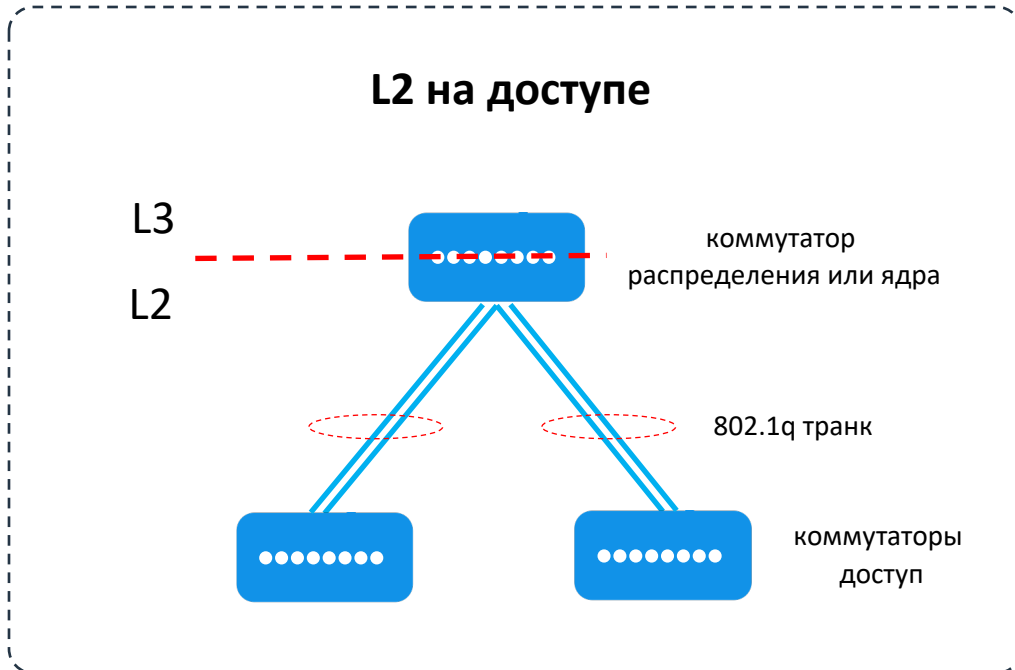 L2 на доступе
L3
коммутатор
распределения или ядра
L2
802.1q транк
коммутаторы
доступ